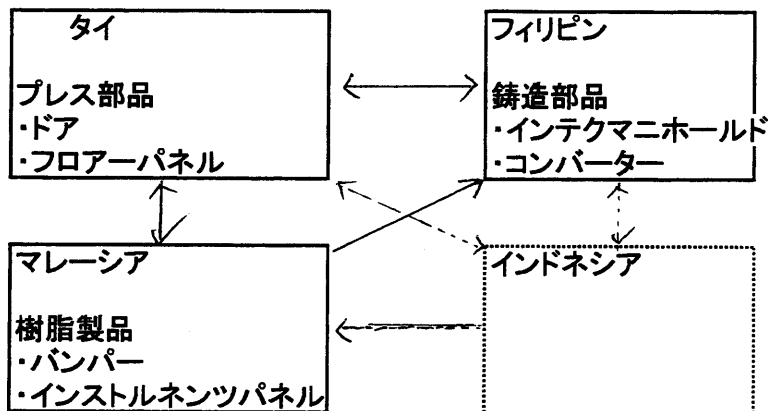 タイ
プレス部品
・ドア
・フロアーパネル
フィリピン
鋳造部品
・インテクマニホールド
・コンバーター
マレーシア
樹脂製品
・バンパー
・インストルネンツパネル
インドネシア